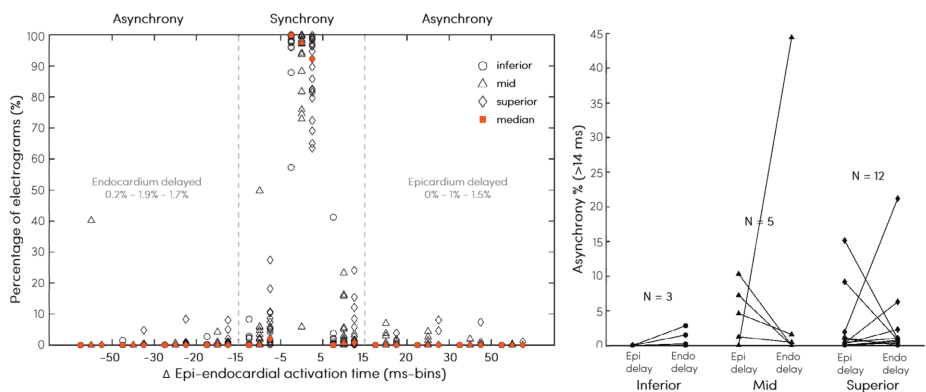 Asynchrony
Synchrony
Asynchrony
100
90
80
70
60
50
40
30
20
10
0
Percentage of electrograms (%)
inferior
mid
superior
median
Endocardium delayed
0.2% - 1.9% - 1.7%
Epicardium delayed
0% - 1% - 1.5%
-50
-30
-20
-15
-5
5
15
20
30
50
Δ Epi-endocardial activation time (ms-bins)
45
40
35
30
25
20
15
10
5
0
Asynchrony % (>14 ms)
N = 3
N = 5
N = 12
Epi delay
Endo delay
Epi delay
Endo delay
Epi delay
Endo delay
Inferior
Mid
Superior